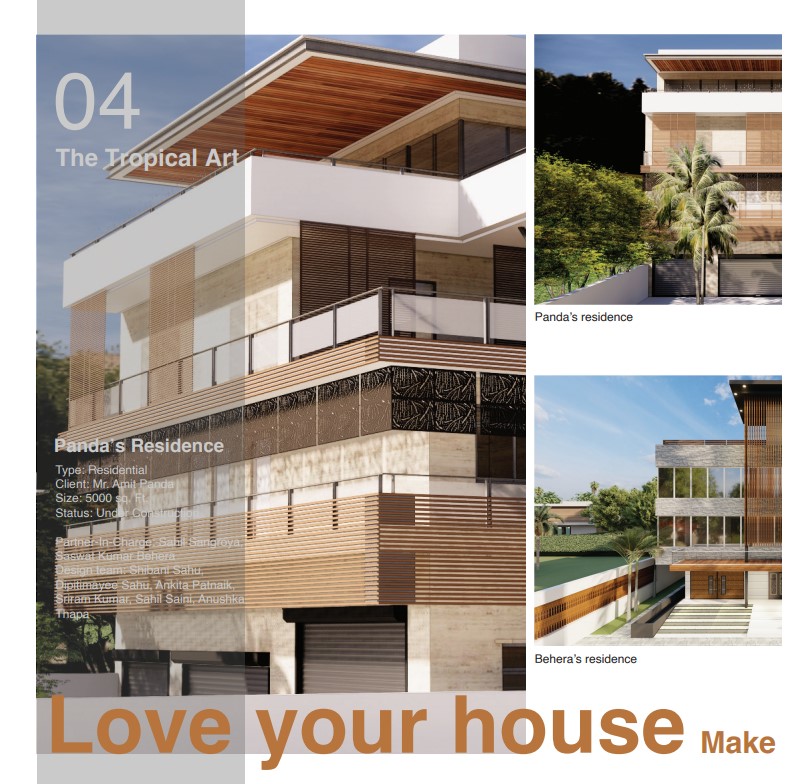 04
The Tropical Art
Panda's Residence
Type: Residential
Client: Mr. Amit Panda
Size: 5000 sq. Ft.
Status: Under Construction
Partner-In-Charge: Sahil Sangroya,
Saswat Kumar Behera
Design team: Shibani Sahu,
Dipitimayee Sahu, Ankita Patnaik,
Sriram Kumar, Sahil Saini, Anushka
Thapa
Panda's residence
Behera's residence
Love your house Make